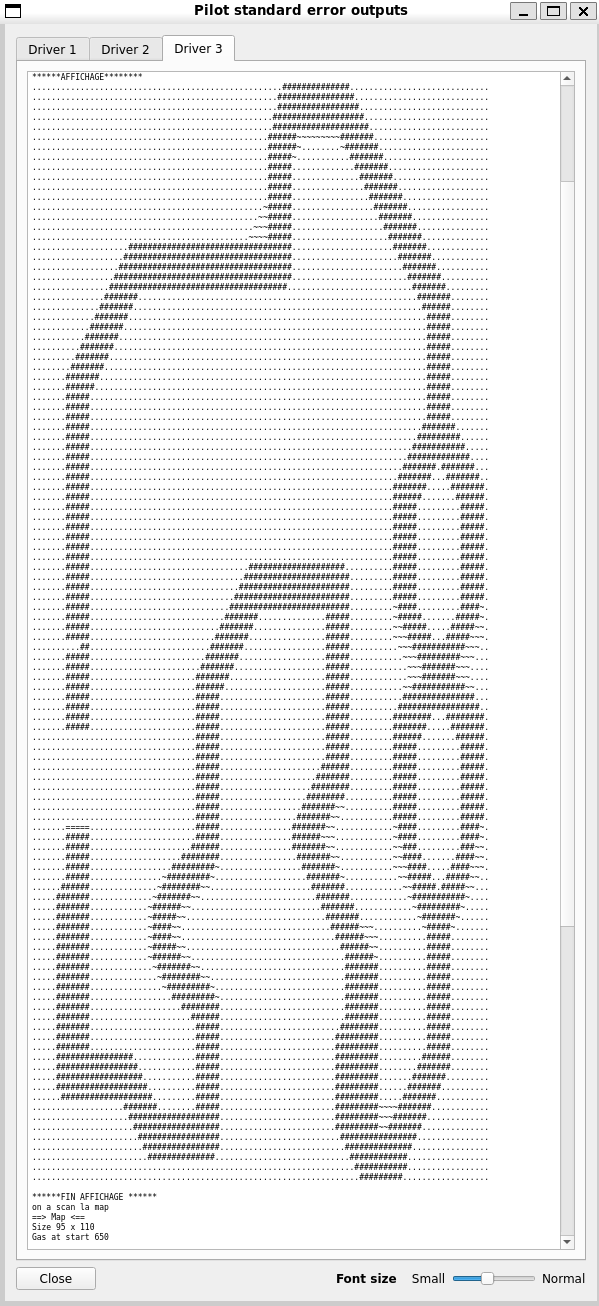 Pilot standard error outputs
Driver 1
Driver 2
Driver 3
******AFFICHAGE********
******FIN AFFICHAGE ******
on a scan la map
==> Map <==
Size 95 x 110
Gas at start 650
Close
Font size
Small
Normal